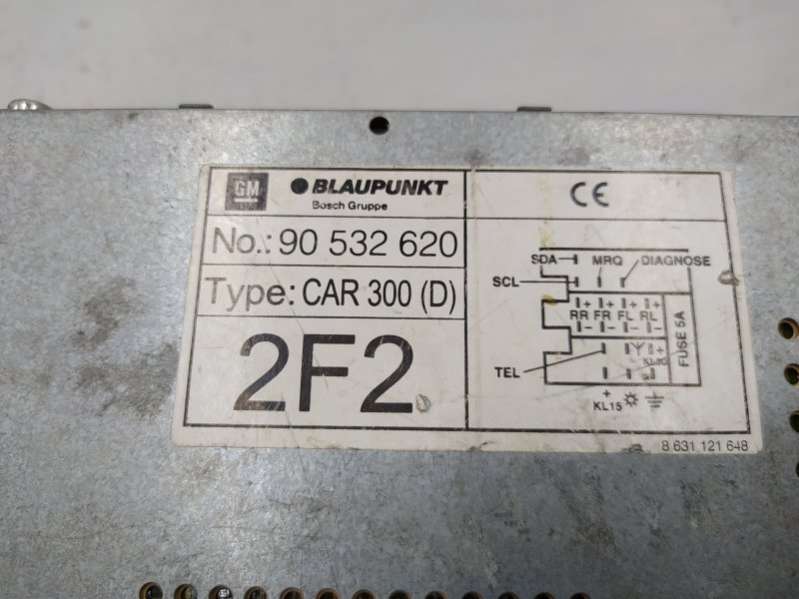 GM
BLAUPUNKT
Bosch Gruppe
No.: 90 532 620
Type: CAR 300 (D)
2F2
CE
SDA MRQ DIAGNOSE
SCL
+ + + +
RR FR FL RL
- - - -
FUSE 5A
TEL
+
KL30
+
KL15
8 631 121 648